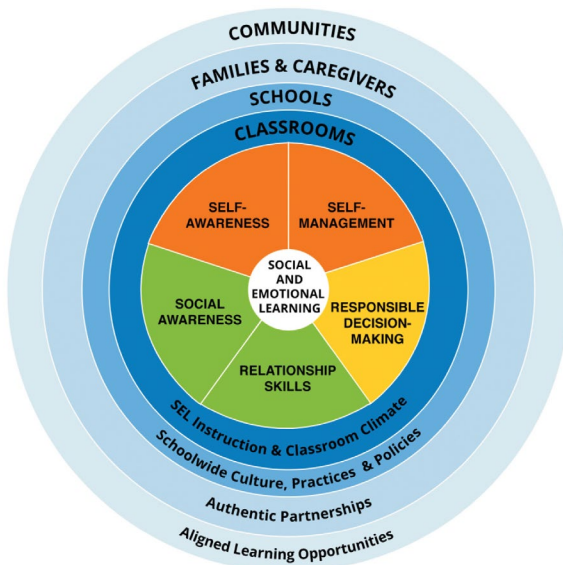 COMMUNITIES
FAMILIES & CAREGIVERS
SCHOOLS
CLASSROOMS
SELF-
AWARENESS
SELF-
MANAGEMENT
SOCIAL
AND
EMOTIONAL
LEARNING
SOCIAL
AWARENESS
RESPONSIBLE
DECISION-
MAKING
RELATIONSHIP
SKILLS
SEL Instruction & Classroom Climate
Schoolwide Culture, Practices & Policies
Authentic Partnerships
Aligned Learning Opportunities